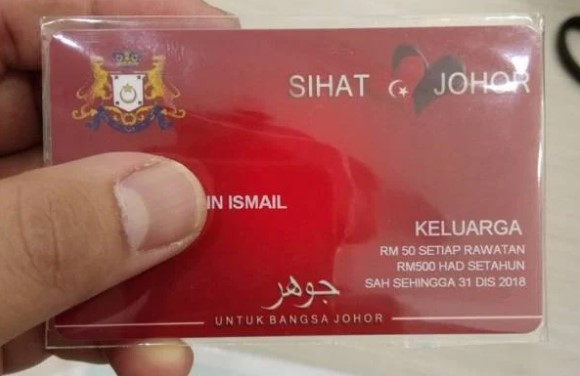 SIHAT JOHOR
IN ISMAIL
KELUARGA
RM 50 SETIAP RAWATAN
RM500 HAD SETAHUN
SAH SEHINGGA 31 DIS 2018
جوهر
UNTUK BANGSA JOHOR